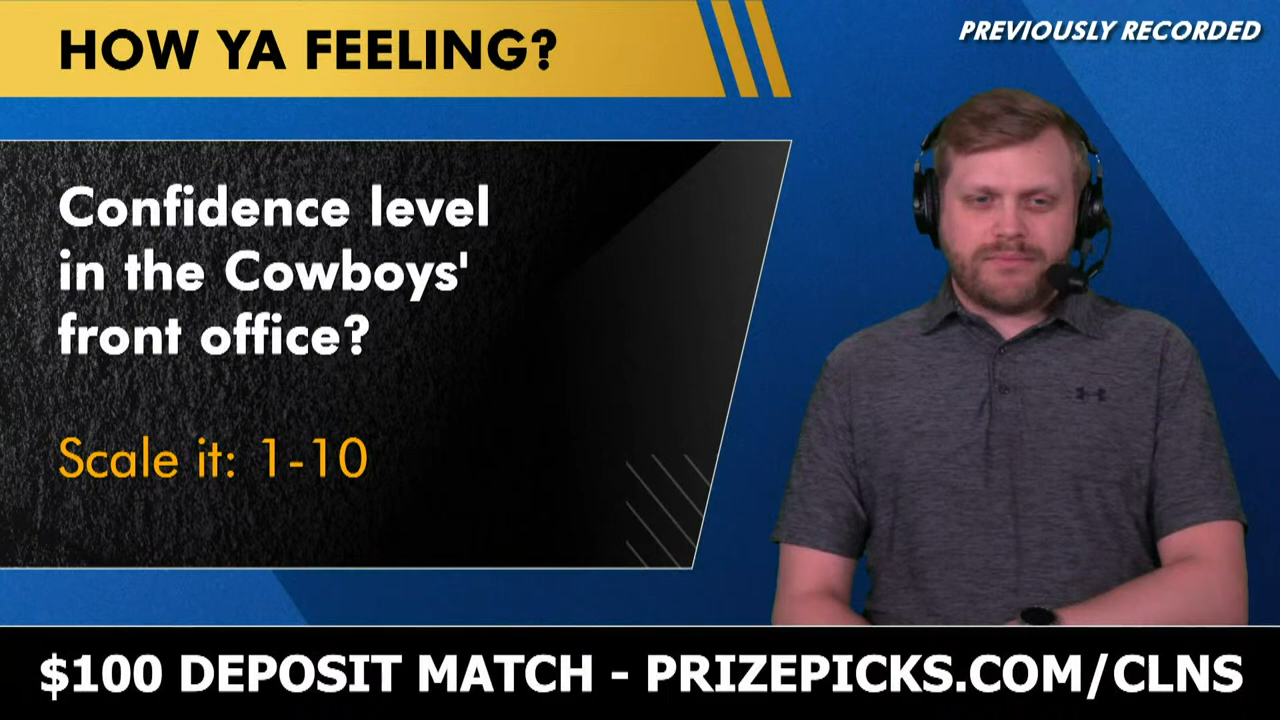 HOW YA FEELING?
PREVIOUSLY RECORDED
Confidence level
in the Cowboys'
front office?
Scale it: 1-10
$100 DEPOSIT MATCH - PRIZEPICKS.COM/CLNS